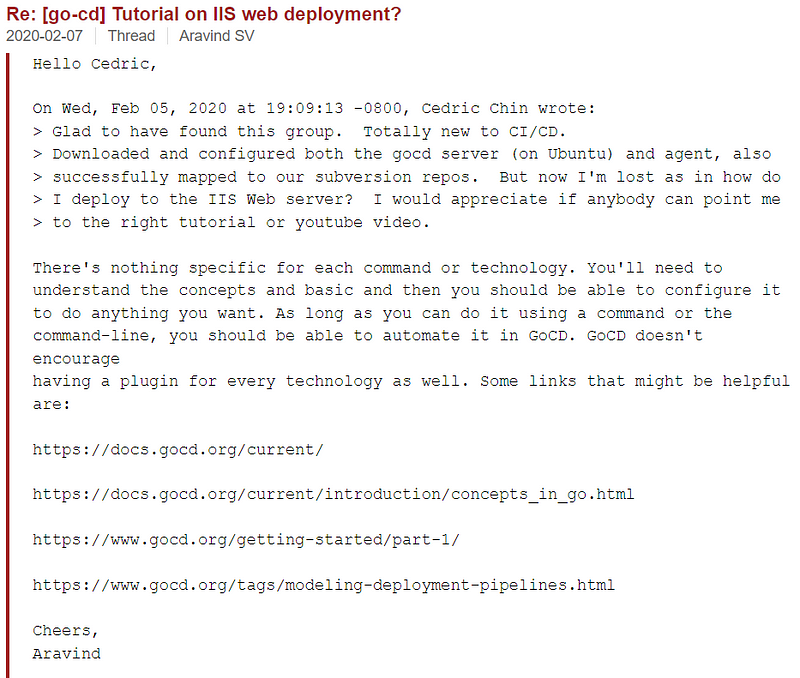 Re: [go-cd] Tutorial on IIS web deployment?
2020-02-07 Thread Aravind SV
Hello Cedric,
On Wed, Feb 05, 2020 at 19:09:13 -0800, Cedric Chin wrote:
> Glad to have found this group.  Totally new to CI/CD.
> Downloaded and configured both the gocd server (on Ubuntu) and agent, also
> successfully mapped to our subversion repos.  But now I'm lost as in how do
> I deploy to the IIS Web server?  I would appreciate if anybody can point me
> to the right tutorial or youtube video.
There's nothing specific for each command or technology. You'll need to
understand the concepts and basic and then you should be able to configure it
to do anything you want. As long as you can do it using a command or the
command-line, you should be able to automate it in GoCD. GoCD doesn't
encourage
having a plugin for every technology as well. Some links that might be helpful
are:
https://docs.gocd.org/current/
https://docs.gocd.org/current/introduction/concepts_in_go.html
https://www.gocd.org/getting-started/part-1/
https://www.gocd.org/tags/modeling-deployment-pipelines.html
Cheers,
Aravind